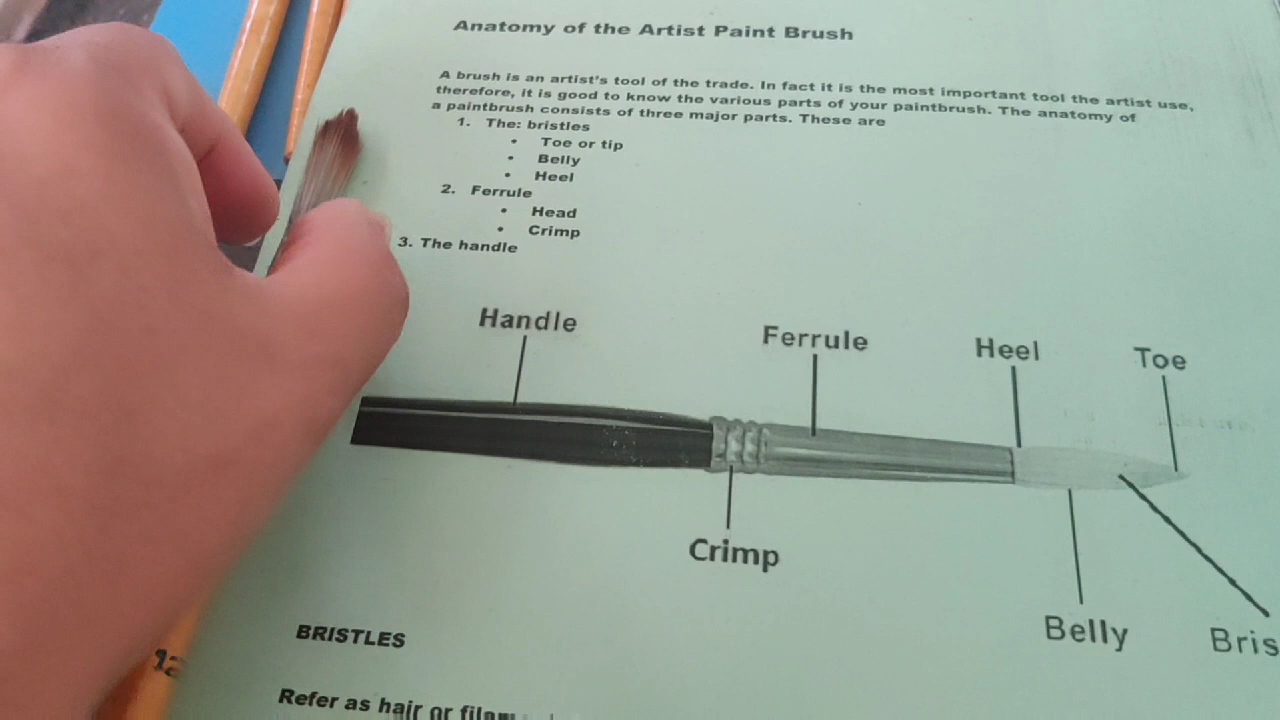 Anatomy of the Artist Paint Brush
A brush is an artist's tool of the trade. In fact it is the most important tool the artist use,
therefore, it is good to know the various parts of your paintbrush. The anatomy of
a paintbrush consists of three major parts. These are
1. The: bristles
• Toe or tip
• Belly
• Heel
2. Ferrule
• Head
• Crimp
3. The handle
Handle
Ferrule
Heel
Toe
Crimp
Belly
Bris
BRISTLES
Refer as hair or
12